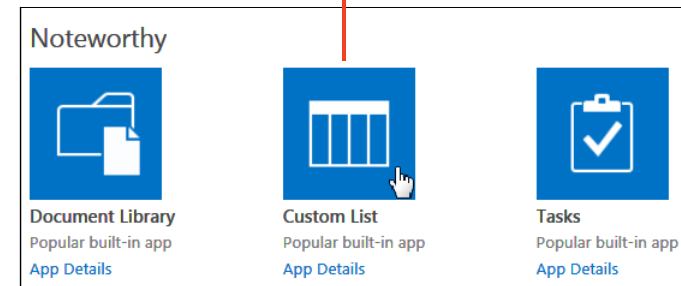 Noteworthy
Document Library
Popular built-in app
App Details
Custom List
Popular built-in app
App Details
Tasks
Popular built-in app
App Details